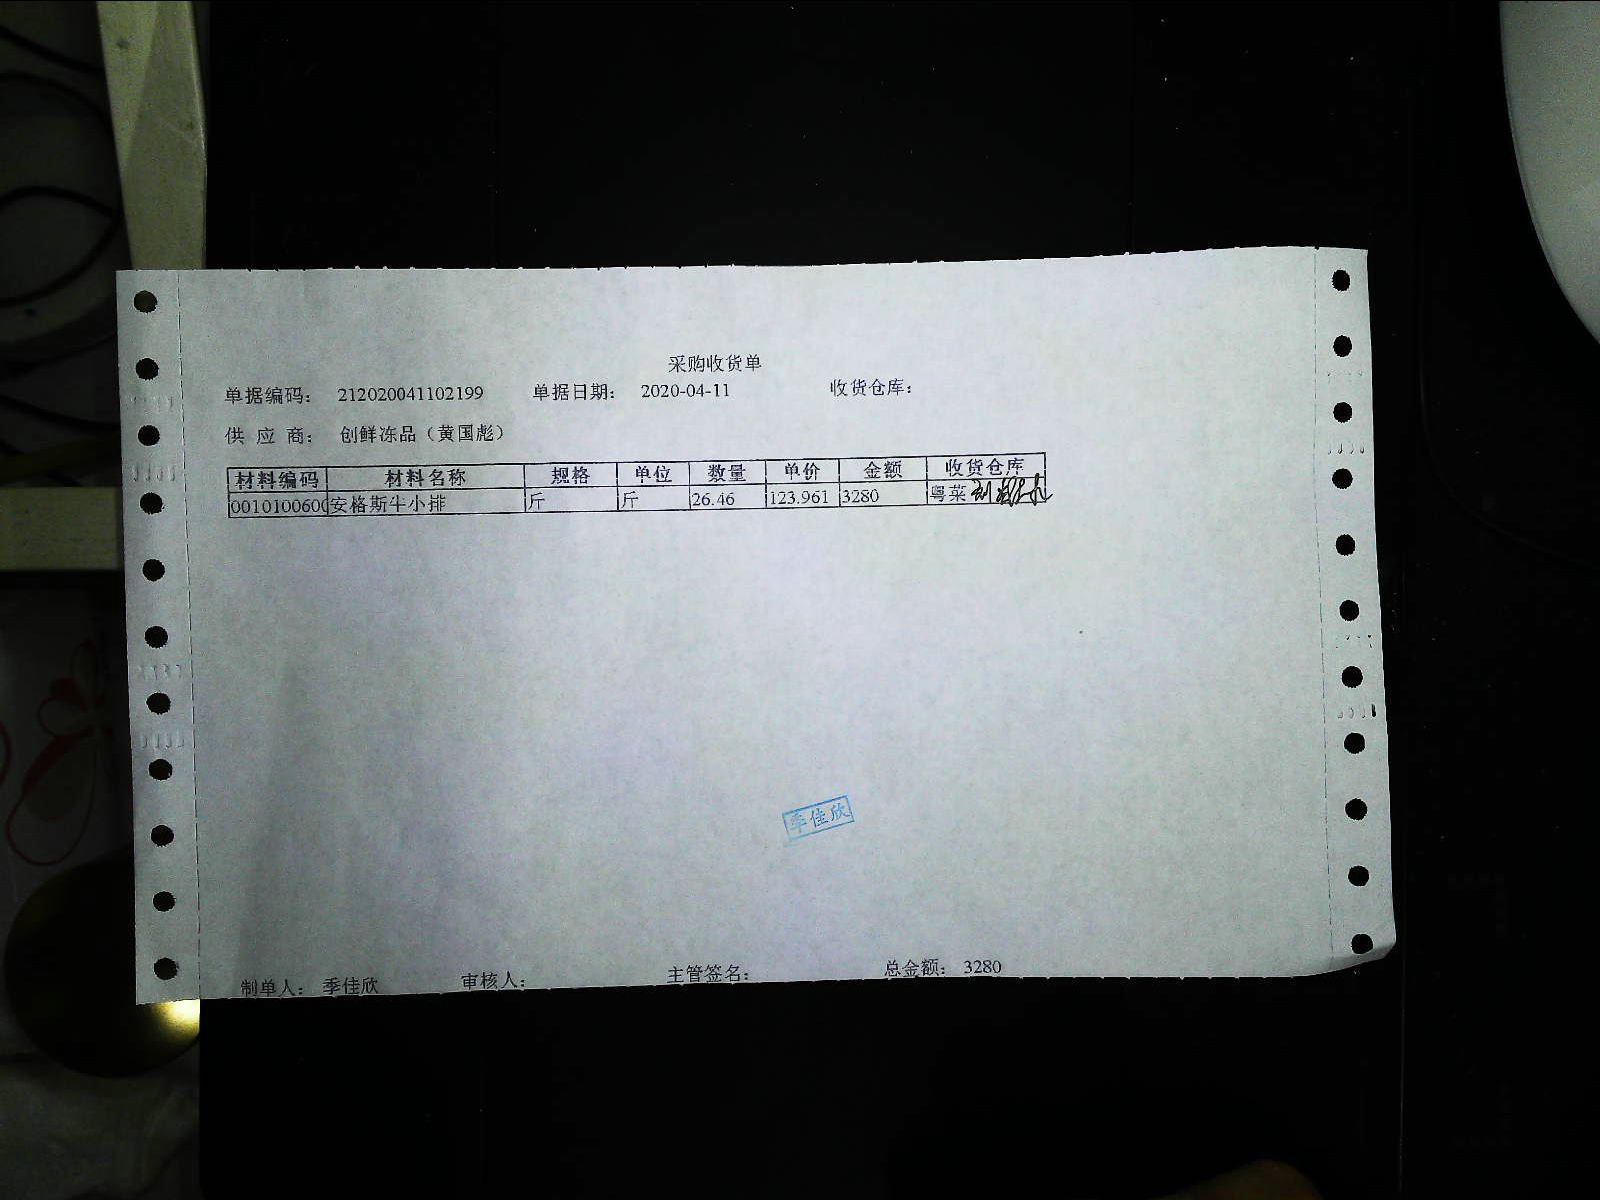 采购收货单
单据编码： 212020041102199 单据日期： 2020-04-11 收货仓库：
供 应 商： 创鲜冻品（黄国彪）
材料编码 材料名称 规格 单位 数量 单价 金额 收货仓库
0010100600 安格斯牛小排 斤 斤 26.46 123.961 3280 粤菜
季佳欣
制单人： 季佳欣 审核人： 主管签名： 总金额： 3280